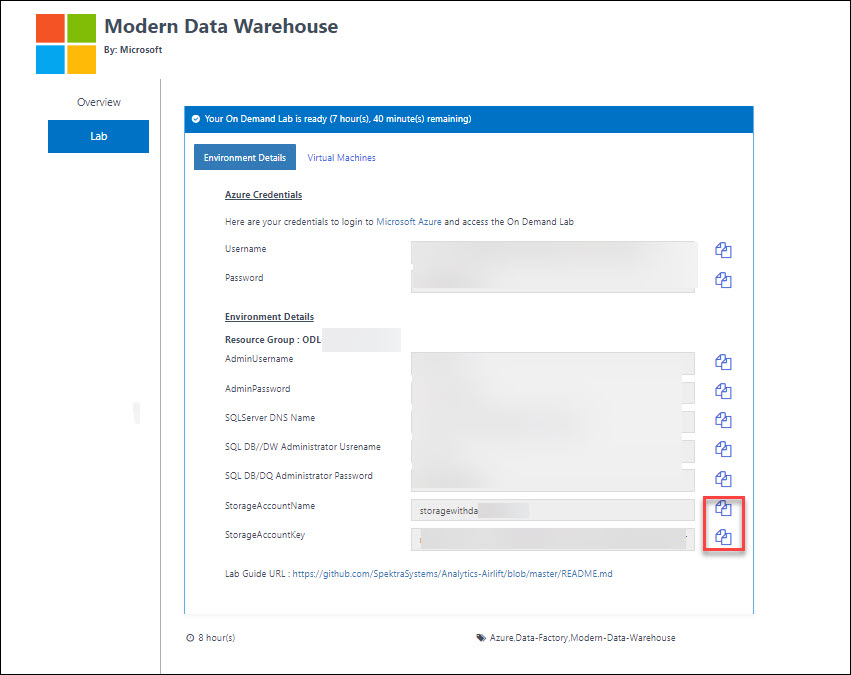 Modern Data Warehouse
By: Microsoft
Overview
Lab
Your On Demand Lab is ready (7 hour(s), 40 minute(s) remaining)
Environment Details
Virtual Machines
Azure Credentials
Here are your credentials to login to Microsoft Azure and access the On Demand Lab
Username
Password
Environment Details
Resource Group : ODL
AdminUsername
AdminPassword
SQLServer DNS Name
SQL DB//DW Administrator Usrename
SQL DB/DQ Administrator Password
StorageAccountName
storagewithda
StorageAccountKey
Lab Guide URL : https://github.com/SpektraSystems/Analytics-Airlift/blob/master/README.md
8 hour(s)
Azure,Data-Factory,Modern-Data-Warehouse